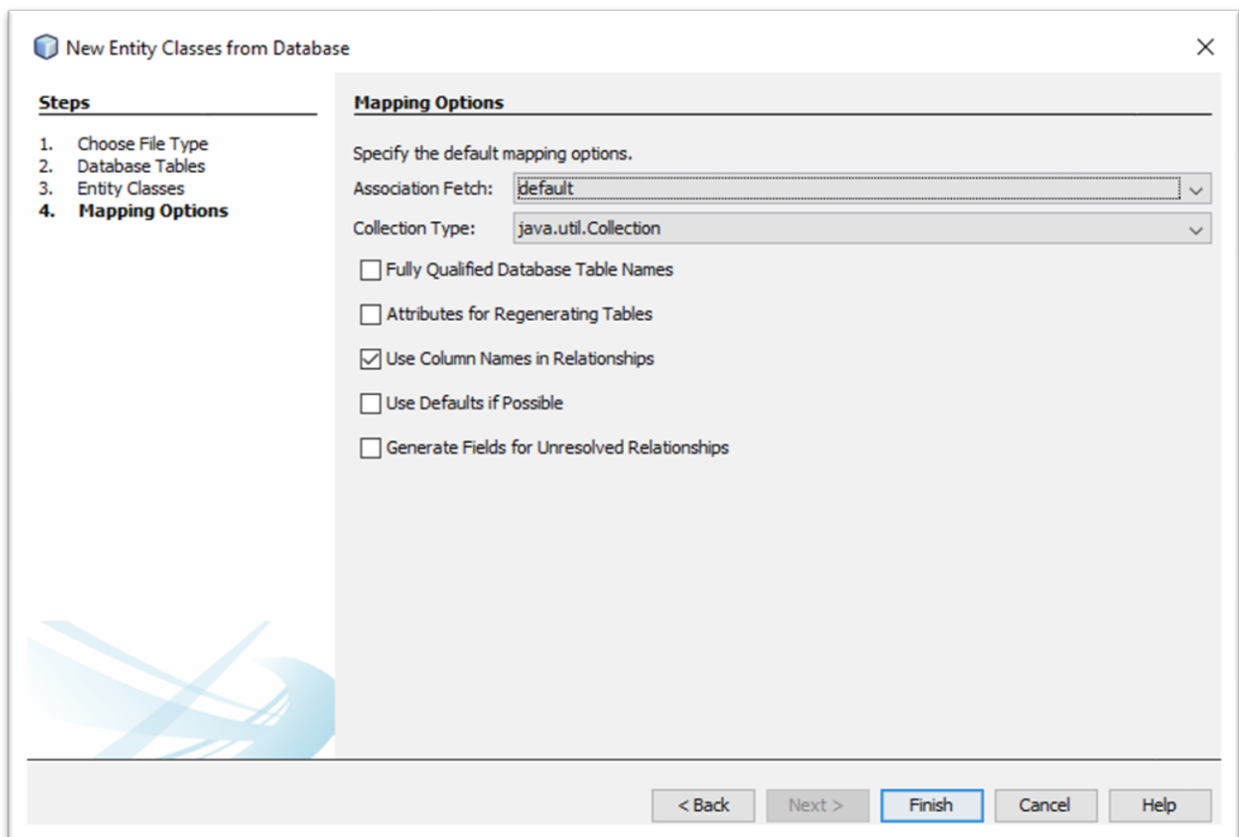 New Entity Classes from Database
Steps
1. Choose File Type
2. Database Tables
3. Entity Classes
4. Mapping Options
Mapping Options
Specify the default mapping options.
Association Fetch: default
Collection Type: java.util.Collection
Fully Qualified Database Table Names
Attributes for Regenerating Tables
Use Column Names in Relationships
Use Defaults if Possible
Generate Fields for Unresolved Relationships
< Back Next > Finish Cancel Help